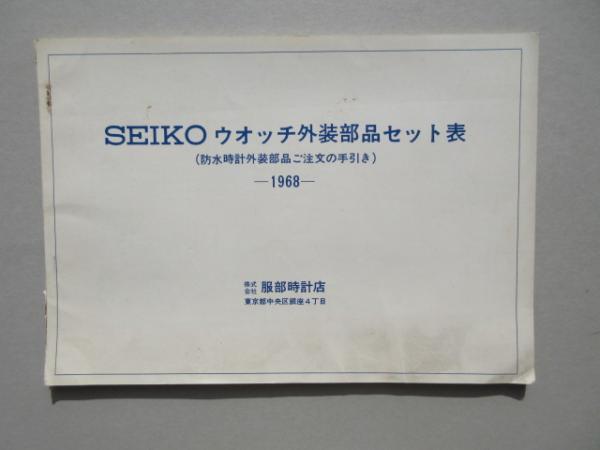 SEIKO ウオッチ外装部品セット表
(防水時計外装部品ご注文の手引き)
—1968—
株式会社 服部時計店
東京都中央区銀座4丁目